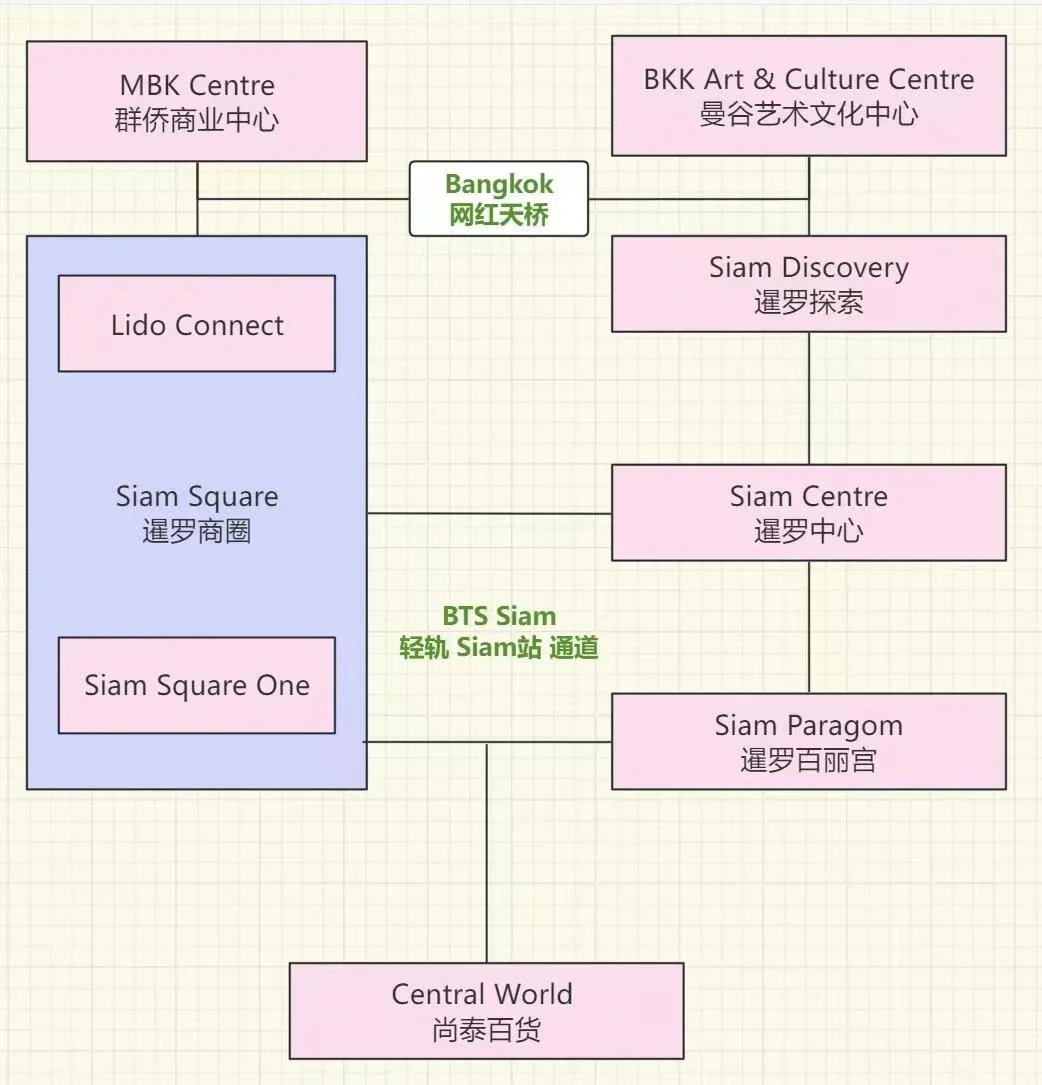 MBK Centre
群侨商业中心
BKK Art & Culture Centre
曼谷艺术文化中心
Bangkok
网红天桥
Siam Discovery
暹罗探索
Lido Connect
Siam Square
暹罗商圈
Siam Centre
暹罗中心
BTS Siam
轻轨 Siam站 通道
Siam Square One
Siam Paragom
暹罗百丽宫
Central World
尚泰百货